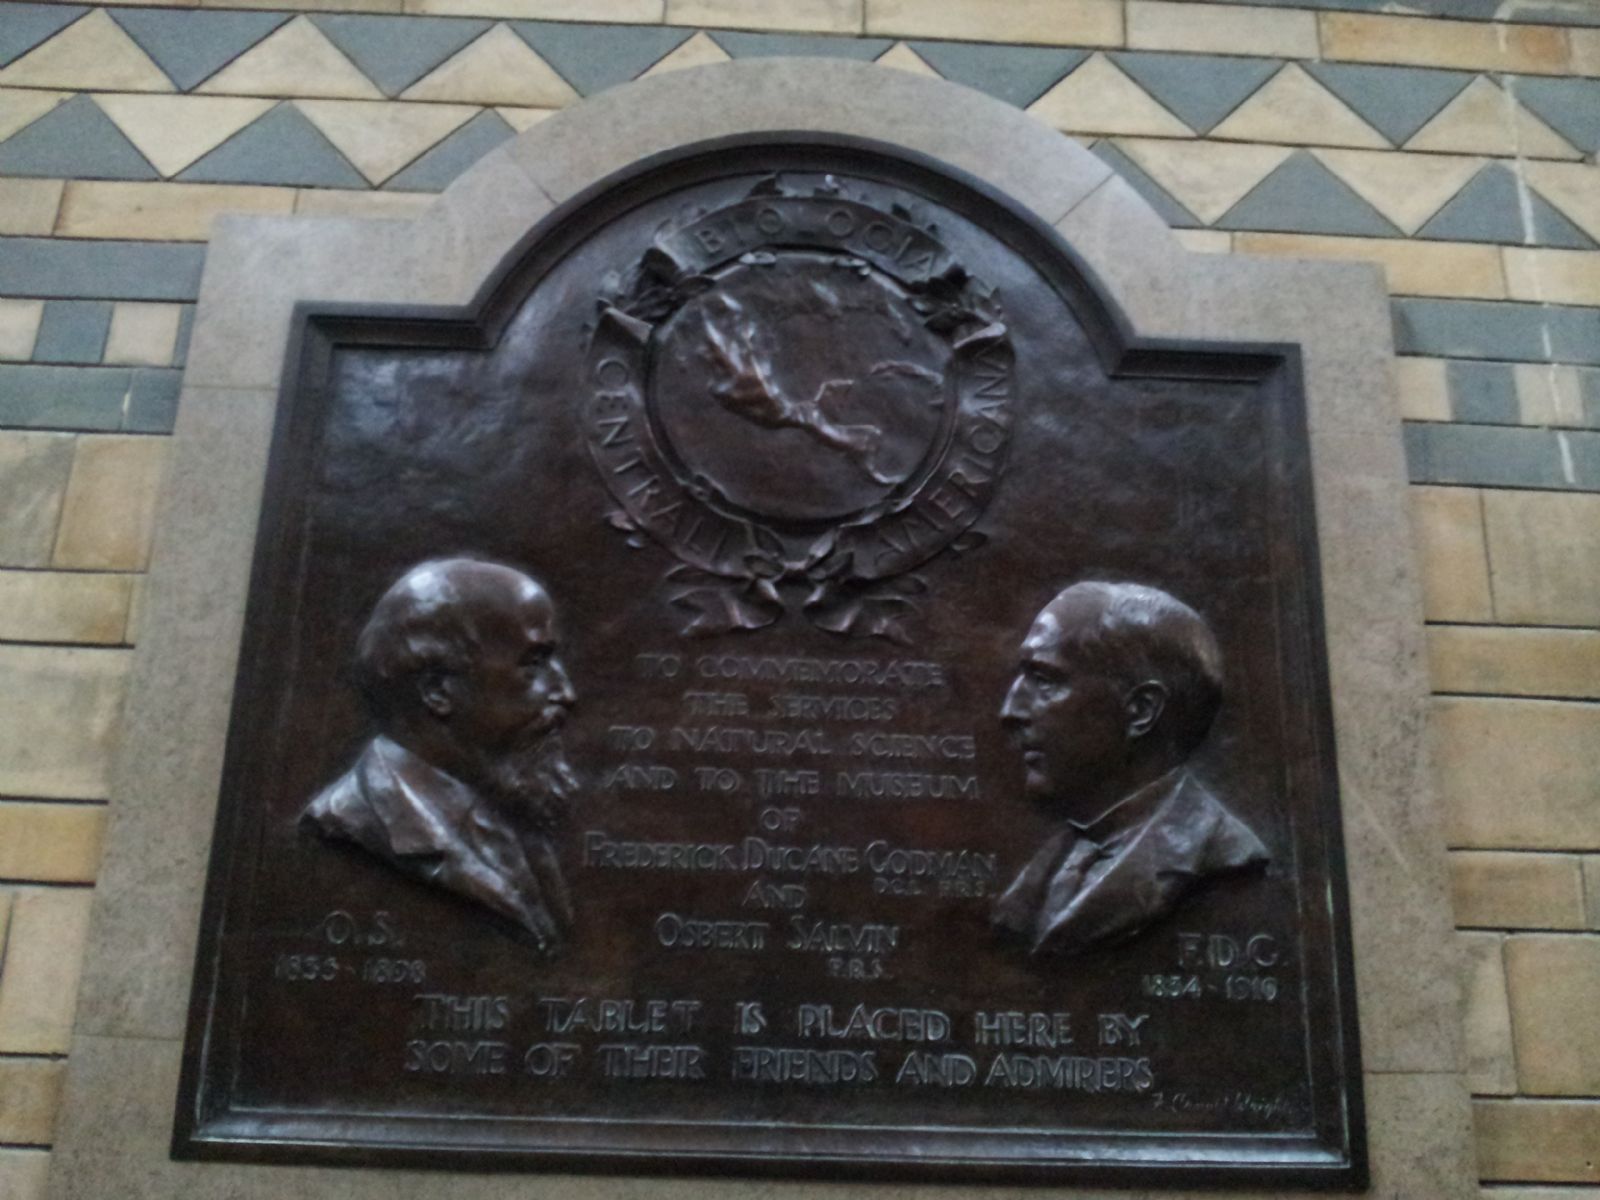 BIOLOGIA
CENTRALI
AMERICANA
TO COMMEMORATE
THE SERVICES
TO NATURAL SCIENCE
AND TO THE MUSEUM
OF
FREDERICK DUCANE GODMAN
D.C.L. F.R.S.
AND
OSBERT SALVIN
F.R.S.
O.S.
1835-1898
F.D.G.
1834-1919
THIS TABLET IS PLACED HERE BY
SOME OF THEIR FRIENDS AND ADMIRERS